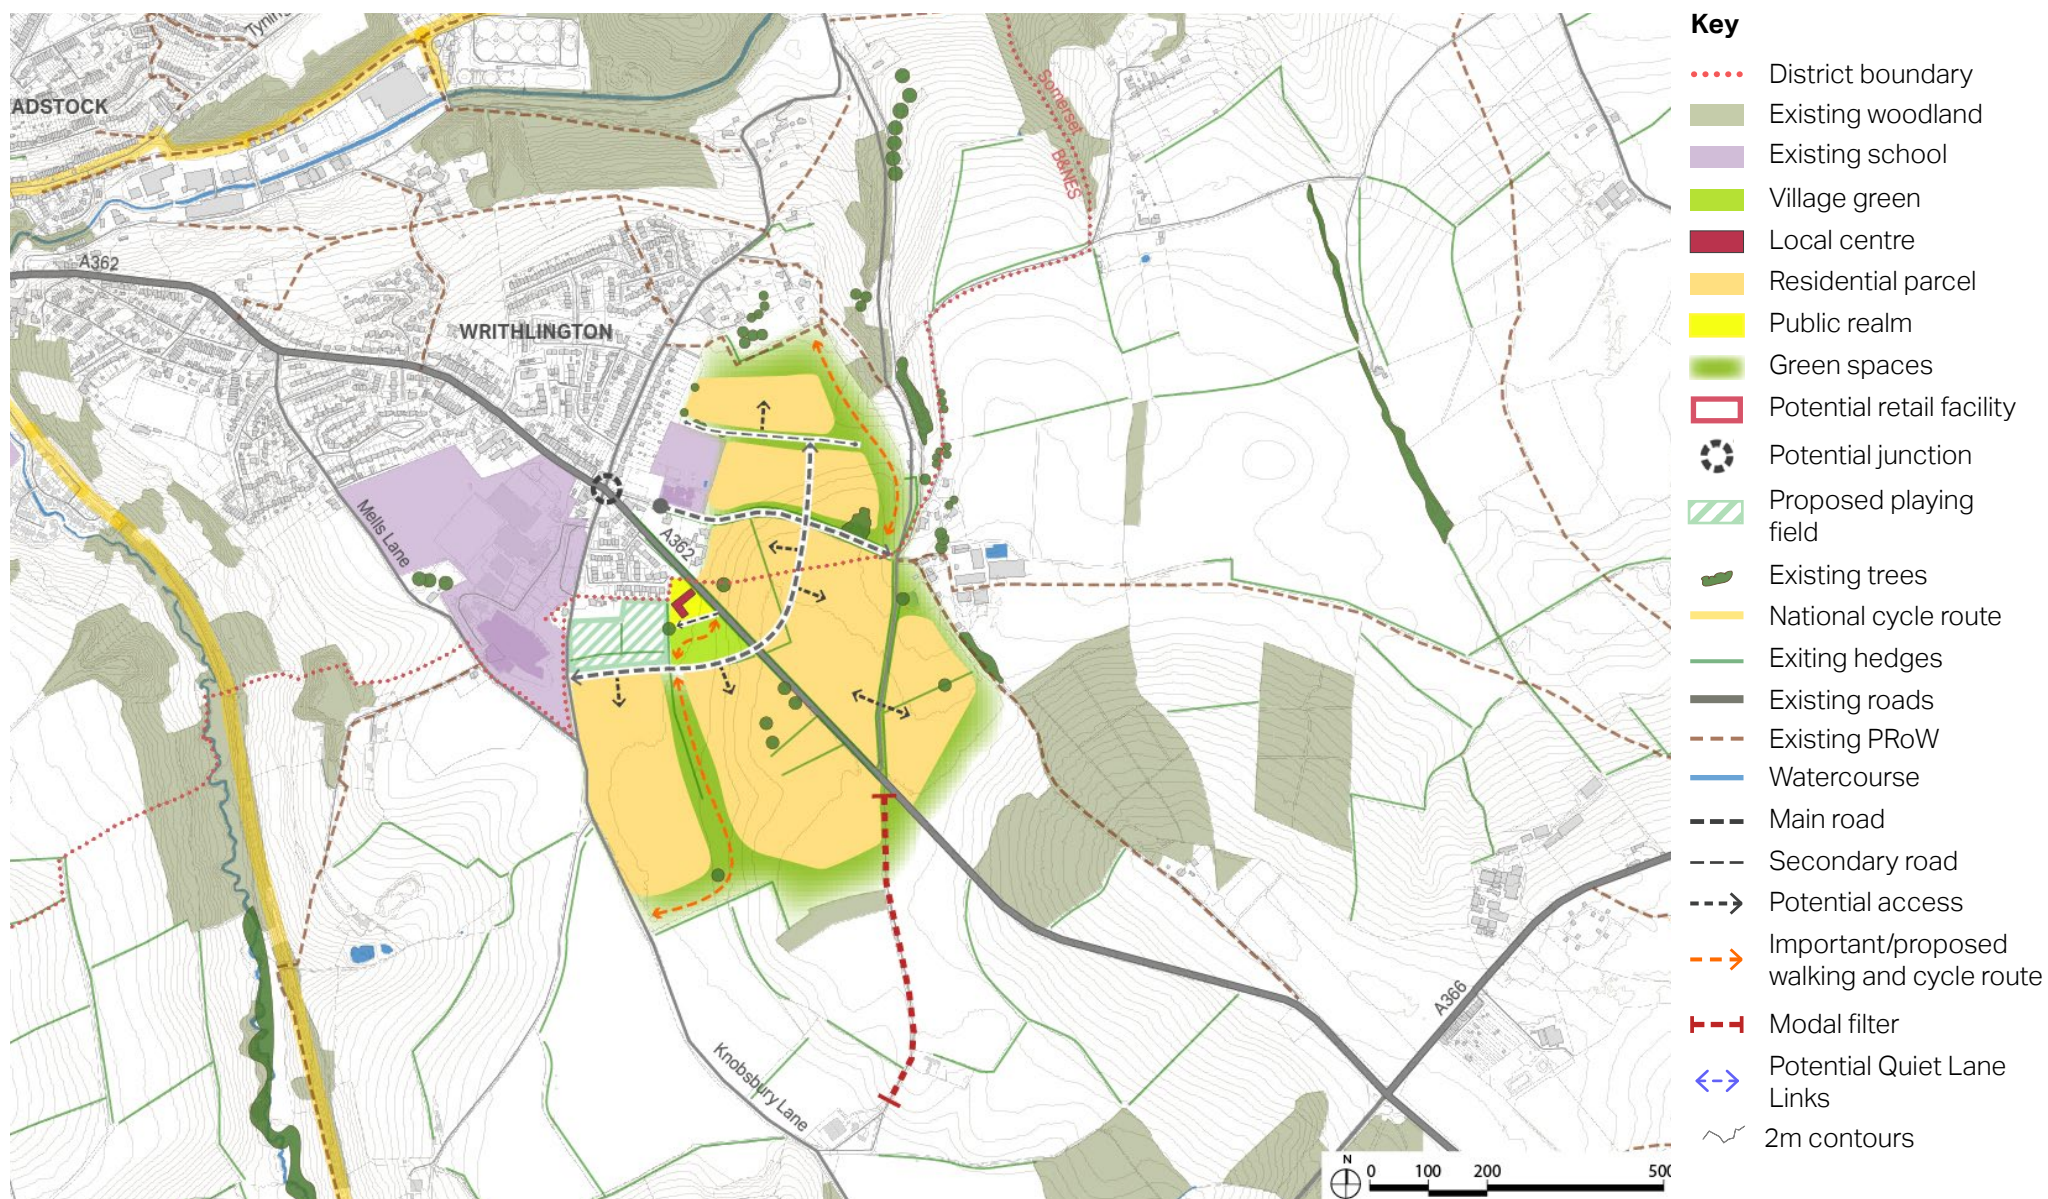 Tyning
ADSTOCK
A362
WRITHLINGTON
Somerset
B&NES
Mells Lane
A362
Knobsbury Lane
A366
N
0 100 200 500
Key
District boundary
Existing woodland
Existing school
Village green
Local centre
Residential parcel
Public realm
Green spaces
Potential retail facility
Potential junction
Proposed playing
field
Existing trees
National cycle route
Exiting hedges
Existing roads
Existing PRoW
Watercourse
Main road
Secondary road
Potential access
Important/proposed
walking and cycle route
Modal filter
Potential Quiet Lane
Links
2m contours